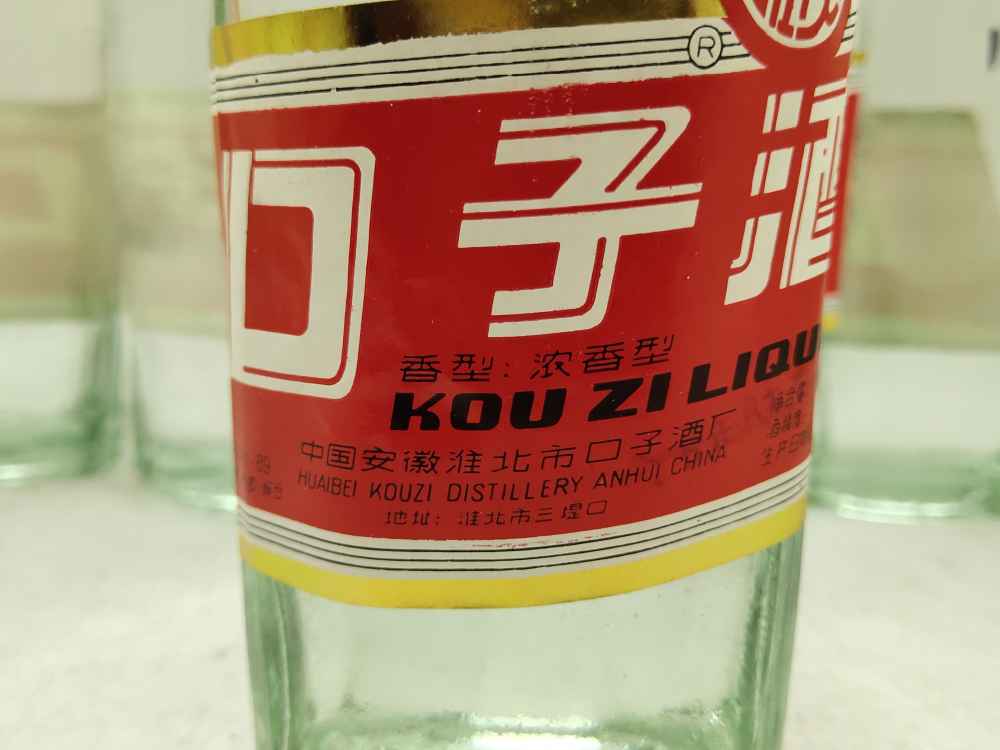 ®
口子酒
香型：浓香型
KOU ZI LIQU
中国安徽淮北市口子酒厂
HUAIBEI KOUZI DISTILLERY ANHUI CHINA
地址：淮北市三堤口
89